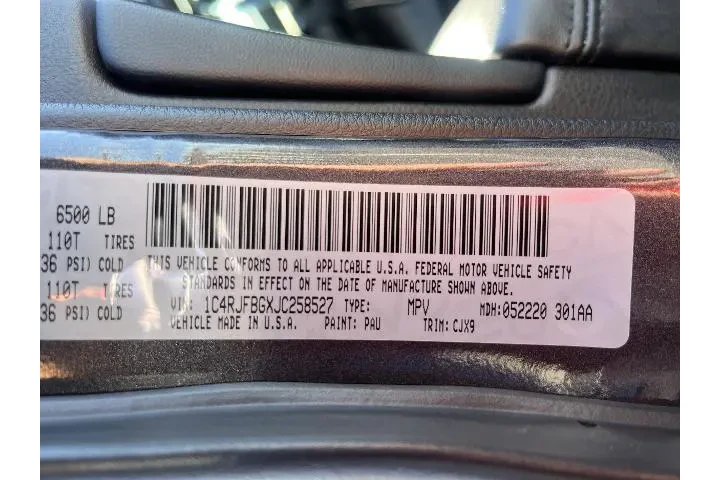 6500 LB
110T TIRES
36 PSI) COLD
110T TIRES
36 PSI) COLD
THIS VEHICLE CONFORMS TO ALL APPLICABLE U.S.A. FEDERAL MOTOR VEHICLE SAFETY
STANDARDS IN EFFECT ON THE DATE OF MANUFACTURE SHOWN ABOVE.
VIN: 1C4RJFBGXJC258527 TYPE: MPV MDH:052220 301AA
VEHICLE MADE IN U.S.A. PAINT: PAU TRIM: CJX9